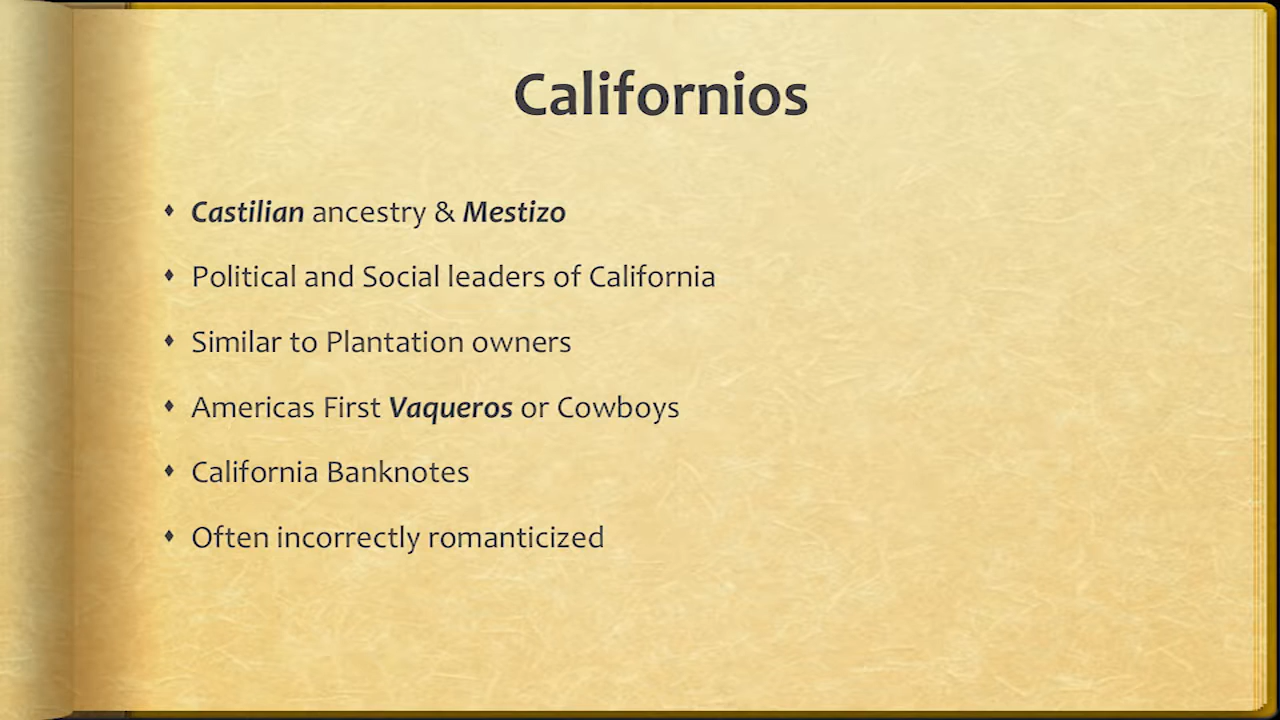 Californios
Castilian ancestry & Mestizo
Political and Social leaders of California
Similar to Plantation owners
Americas First Vaqueros or Cowboys
California Banknotes
Often incorrectly romanticized